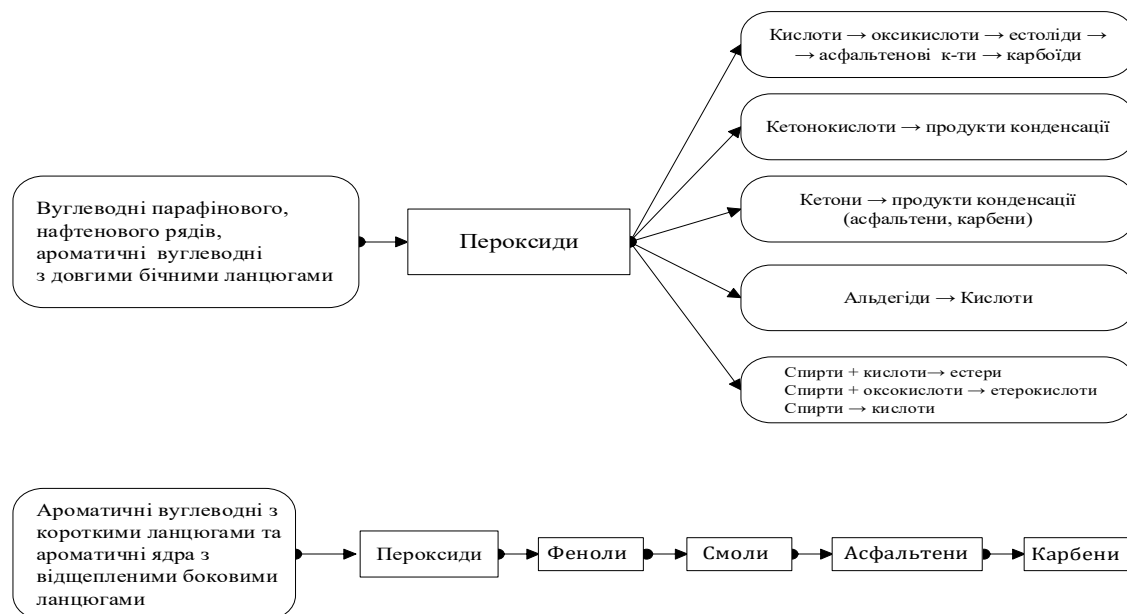 Кислоти → оксикислоти → естоліди →
→ асфальтенові к-ти → карбоїди
Кетонокислоти → продукти конденсації
Вуглеводні парафінового,
нафтенового рядів,
ароматичні вуглеводні
з довгими бічними ланцюгами
Пероксиди
Кетони → продукти конденсації
(асфальтени, карбени)
Альдегіди → Кислоти
Спирти + кислоти→ естери
Спирти + оксокислоти → етерокислоти
Спирти → кислоти
Ароматичні вуглеводні з
короткими ланцюгами та
ароматичні ядра з
відщепленими боковими
ланцюгами
Пероксиди
Феноли
Смоли
Асфальтени
Карбени